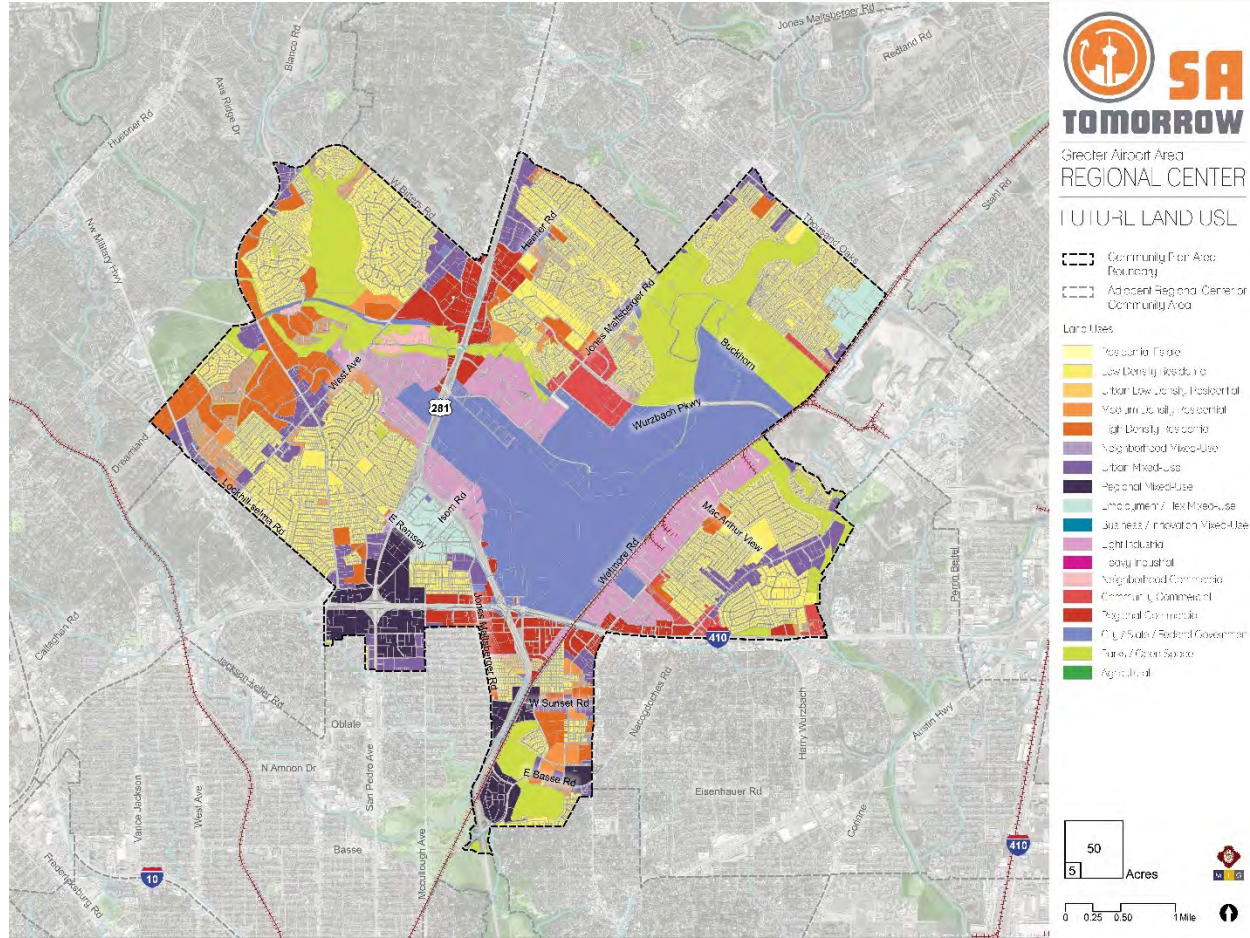 Jones Maltsberger Rd
Redland Rd
Blanco Rd
Axis Ridge Dr
Huebner Rd
W Bitters Rd
Nw Military Hwy
Heimer Rd
Thousand Oaks
Stahl Rd
Jones Maltsberger Rd
Buckhorn
West Ave
281
Wurzbach Pkwy
Dreamland
Lockhill-selma Rd
Isom Rd
E Ramsey
Mac Arthur View
Wetmore Rd
Perrin Beitel
Callaghan Rd
Jones Maltsberger Rd
410
Jackson-keller Rd
Nacogdoches Rd
Harry Wurzbach
Austin Hwy
W Sunset Rd
Oblate
San Pedro Ave
N Amnon Dr
E Basse Rd
Eisenhauer Rd
Vance Jackson
West Ave
Mccullough Ave
Corinne
Basse
10
Fredericksburg Rd
410
SA
TOMORROW
Greater Airport Area
REGIONAL CENTER
FUTURE LAND USE
Community Plan Area
Boundary
Adjacent Regional Center or
Community Area
Land Uses
Residential Estate
Low Density Residential
Urban Low Density Residential
Medium Density Residential
High Density Residential
Neighborhood Mixed-Use
Urban Mixed-Use
Regional Mixed-Use
Employment / Flex Mixed-Use
Business / Innovation Mixed-Use
Light Industrial
Heavy Industrial
Neighborhood Commercial
Community Commercial
Regional Commercial
City / State / Federal Government
Parks / Open Space
Agricultural
50
5
Acres
M I G
0 0.25 0.50 1 Mile